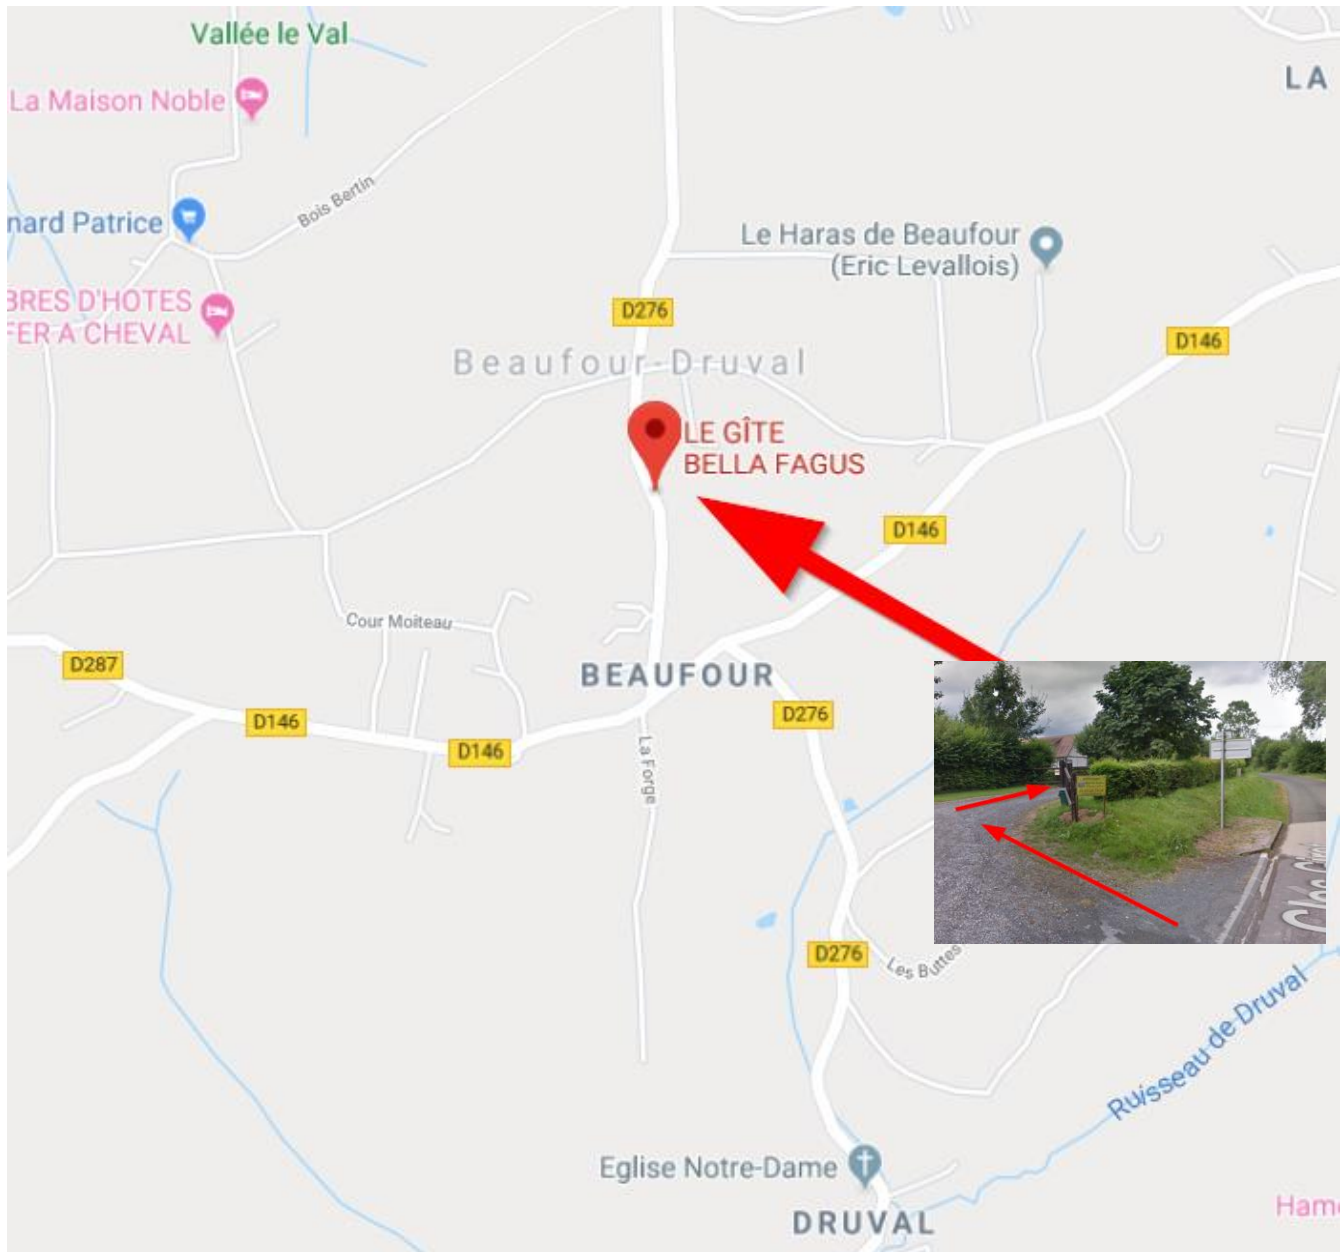 Vallée le Val
LA
La Maison Noble
Bois Bertin
nard Patrice
Le Haras de Beaufour
(Eric Levallois)
BRES D'HOTES
FER A CHEVAL
D276
D146
Beaufour-Druval
LE GÎTE
BELLA FAGUS
D146
Cour Moiteau
D287
BEAUFOUR
D146
D276
D146
La Forge
D276
Les Buttes
Ruisseau de Druval
Eglise Notre-Dame
DRUVAL
Ham